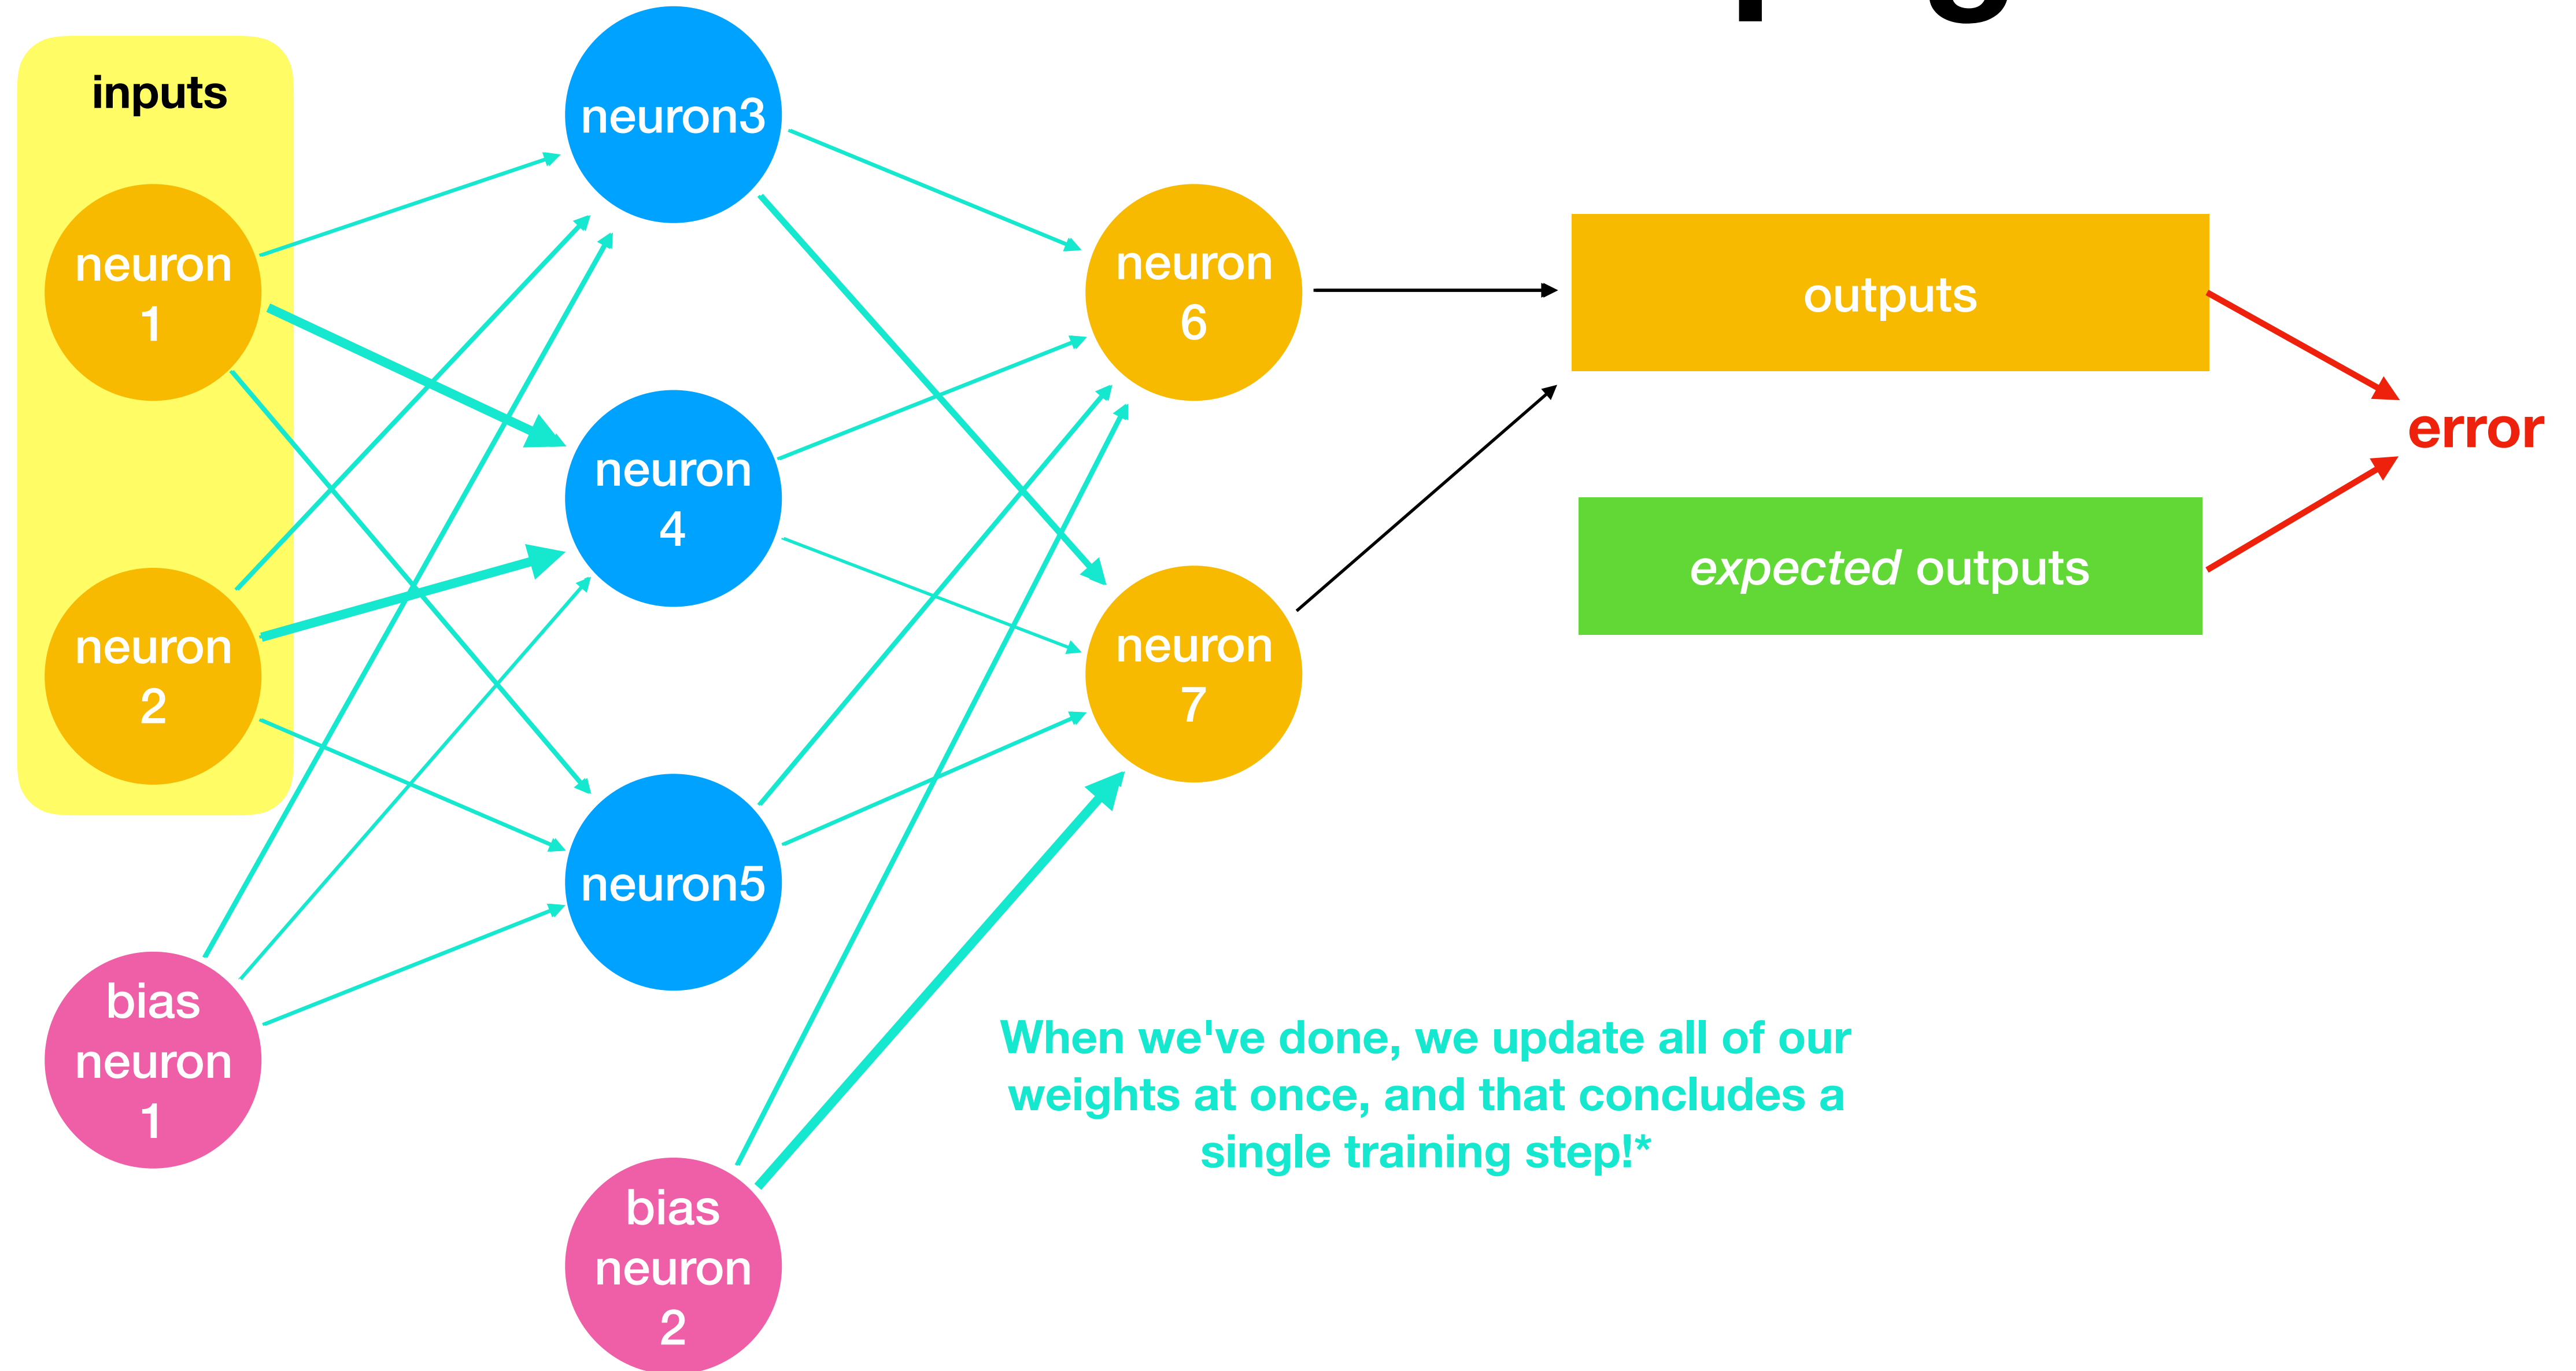 inputs
neuron3
neuron
1
neuron
6
outputs
error
neuron
4
expected outputs
neuron
2
neuron
7
neuron5
bias
neuron
1
When we've done, we update all of our
weights at once, and that concludes a
single training step!*
bias
neuron
2